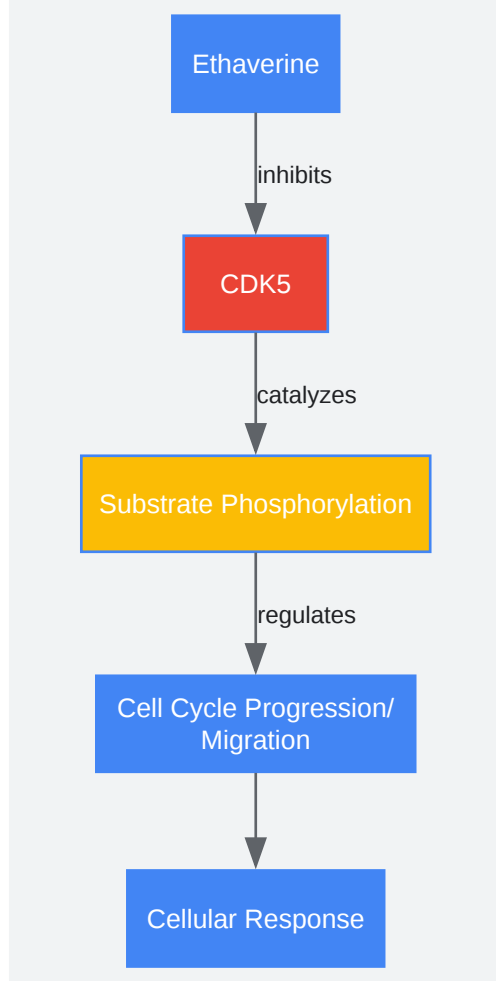 Ethaverine
inhibits
CDK5
catalyzes
Substrate Phosphorylation
regulates
Cell Cycle Progression/
Migration
Cellular Response